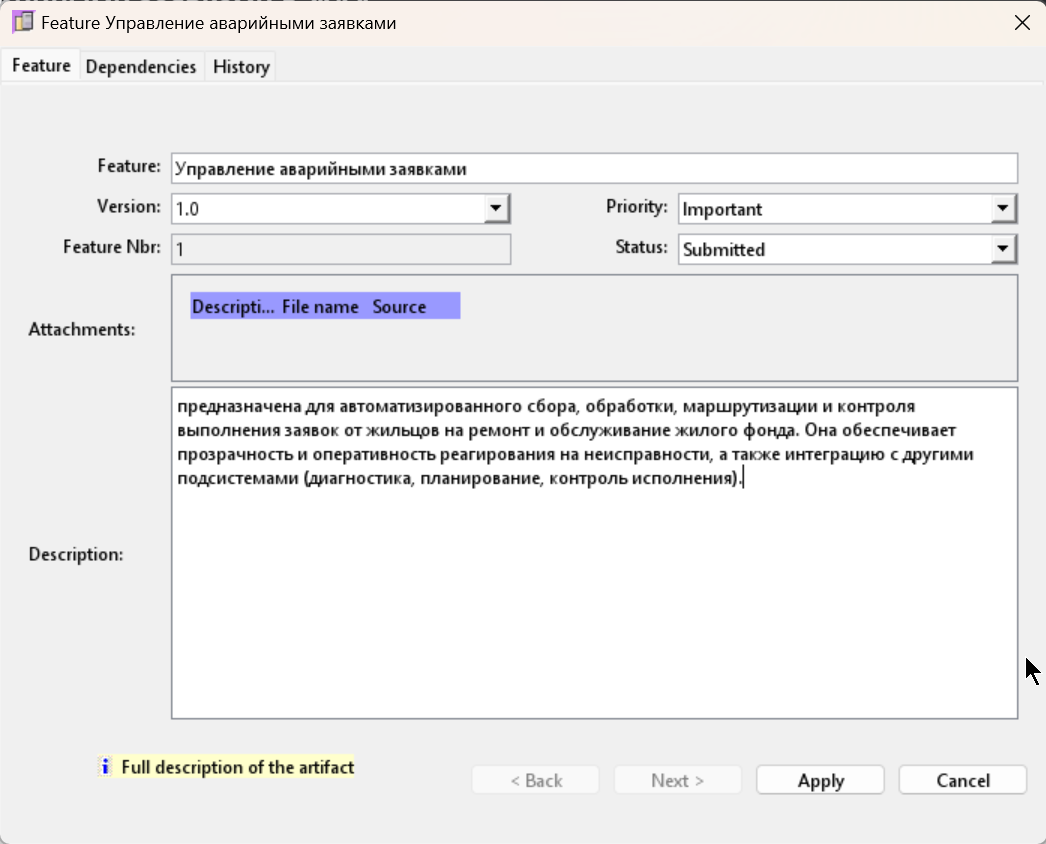 Feature Управление аварийными заявками
Feature Dependencies History
Feature: Управление аварийными заявками
Version: 1.0 Priority: Important
Feature Nbr: 1 Status: Submitted
Attachments: Descripti... File name Source
предназначена для автоматизированного сбора, обработки, маршрутизации и контроля
выполнения заявок от жильцов на ремонт и обслуживание жилого фонда. Она обеспечивает
прозрачность и оперативность реагирования на неисправности, а также интеграцию с другими
подсистемами (диагностика, планирование, контроль исполнения).
Description:
i Full description of the artifact
< Back Next > Apply Cancel